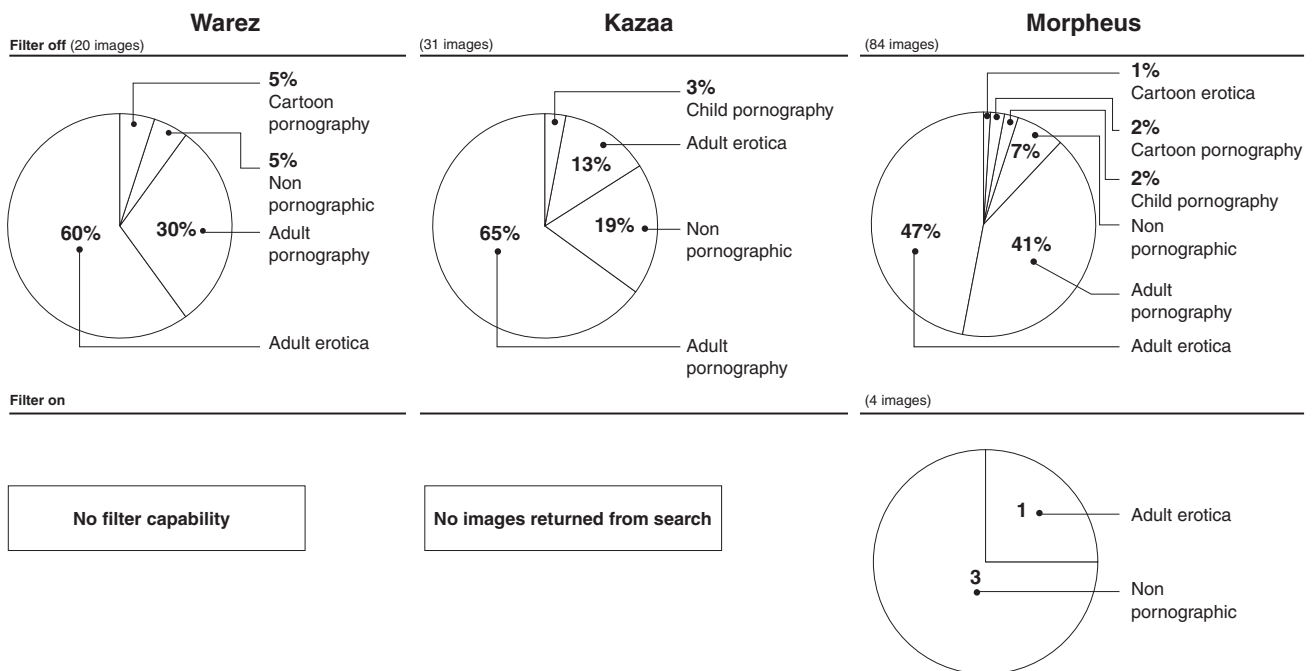 Warez
Kazaa
Morpheus
Filter off (20 images)
(31 images)
(84 images)
5%
Cartoon
pornography
5%
Non
pornographic
30%
Adult
pornography
60%
Adult erotica
3%
Child pornography
Adult erotica
13%
19%
Non
pornographic
65%
Adult
pornography
1%
Cartoon erotica
2%
Cartoon pornography
2%
Child pornography
7%
Non
pornographic
41%
Adult
pornography
47%
Adult erotica
Filter on
(4 images)
No filter capability
No images returned from search
1
Adult erotica
3
Non
pornographic